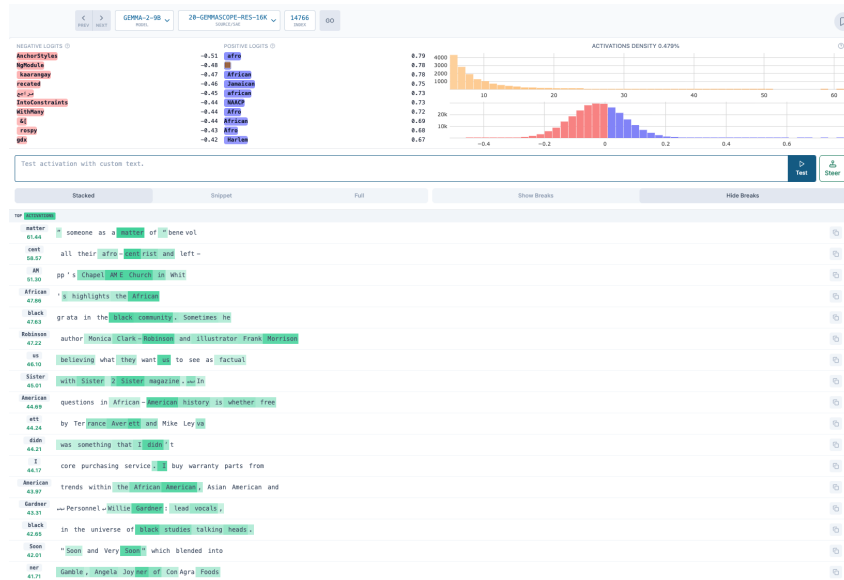 PREV NEXT GEMMA-2-9B MODEL 20-GEMMASCOPE-RES-16K SOURCE/SAE 14766 INDEX GO
NEGATIVE LOGITS POSITIVE LOGITS ACTIVATIONS DENSITY 0.479%
AnchorStyles -0.51 afro 0.79
NgModule -0.48 0.78
kaarangay -0.47 African 0.78
recated -0.46 Jamaican 0.75
-0.45 african 0.73
IntoConstraints -0.44 NAACP 0.73
WithMany -0.44 Afro 0.72
&[ -0.44 African 0.69
rospy -0.43 Afro 0.68
gdx -0.42 Harlem 0.67
4000
3000
2000
1000
10 20 30 40 50 60
20k
10k
-0.4 -0.2 0 0.2 0.4 0.6
Test activation with custom text.
Test
Steer
Stacked Snippet Full Show Breaks Hide Breaks
TOP ACTIVATIONS
matter
61.44
" someone as a matter of "benevol
cent
58.57
all their afro-centrist and left-
AM
51.30
pp's Chapel AME Church in Whit
African
47.86
's highlights the African
black
47.63
grata in the black community. Sometimes he
Robinson
47.22
author Monica Clark-Robinson and illustrator Frank Morrison
us
46.10
believing what they want us to see as factual
Sister
45.01
with Sister 2 Sister magazine. ↵↵ In
American
44.69
questions in African-American history is whether free
ett
44.24
by Terrance Averett and Mike Leyva
didn
44.21
was something that I didn't
I
44.17
core purchasing service. I buy warranty parts from
American
43.97
trends within the African American, Asian American and
Gardner
43.31
↵↵ Personnel ↵ Willie Gardner: lead vocals,
black
42.65
in the universe of black studies talking heads.
Soon
42.01
"Soon and Very Soon" which blended into
ner
41.71
Gamble, Angela Joyner of ConAgra Foods